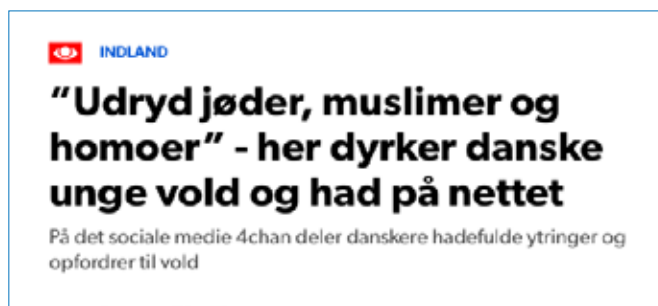 INDLAND
”Udryd jøder, muslimer og
homoer” - her dyrker danske
unge vold og had på nettet
På det sociale medie 4chan deler danskere hadefulde ytringer og
opfordrer til vold